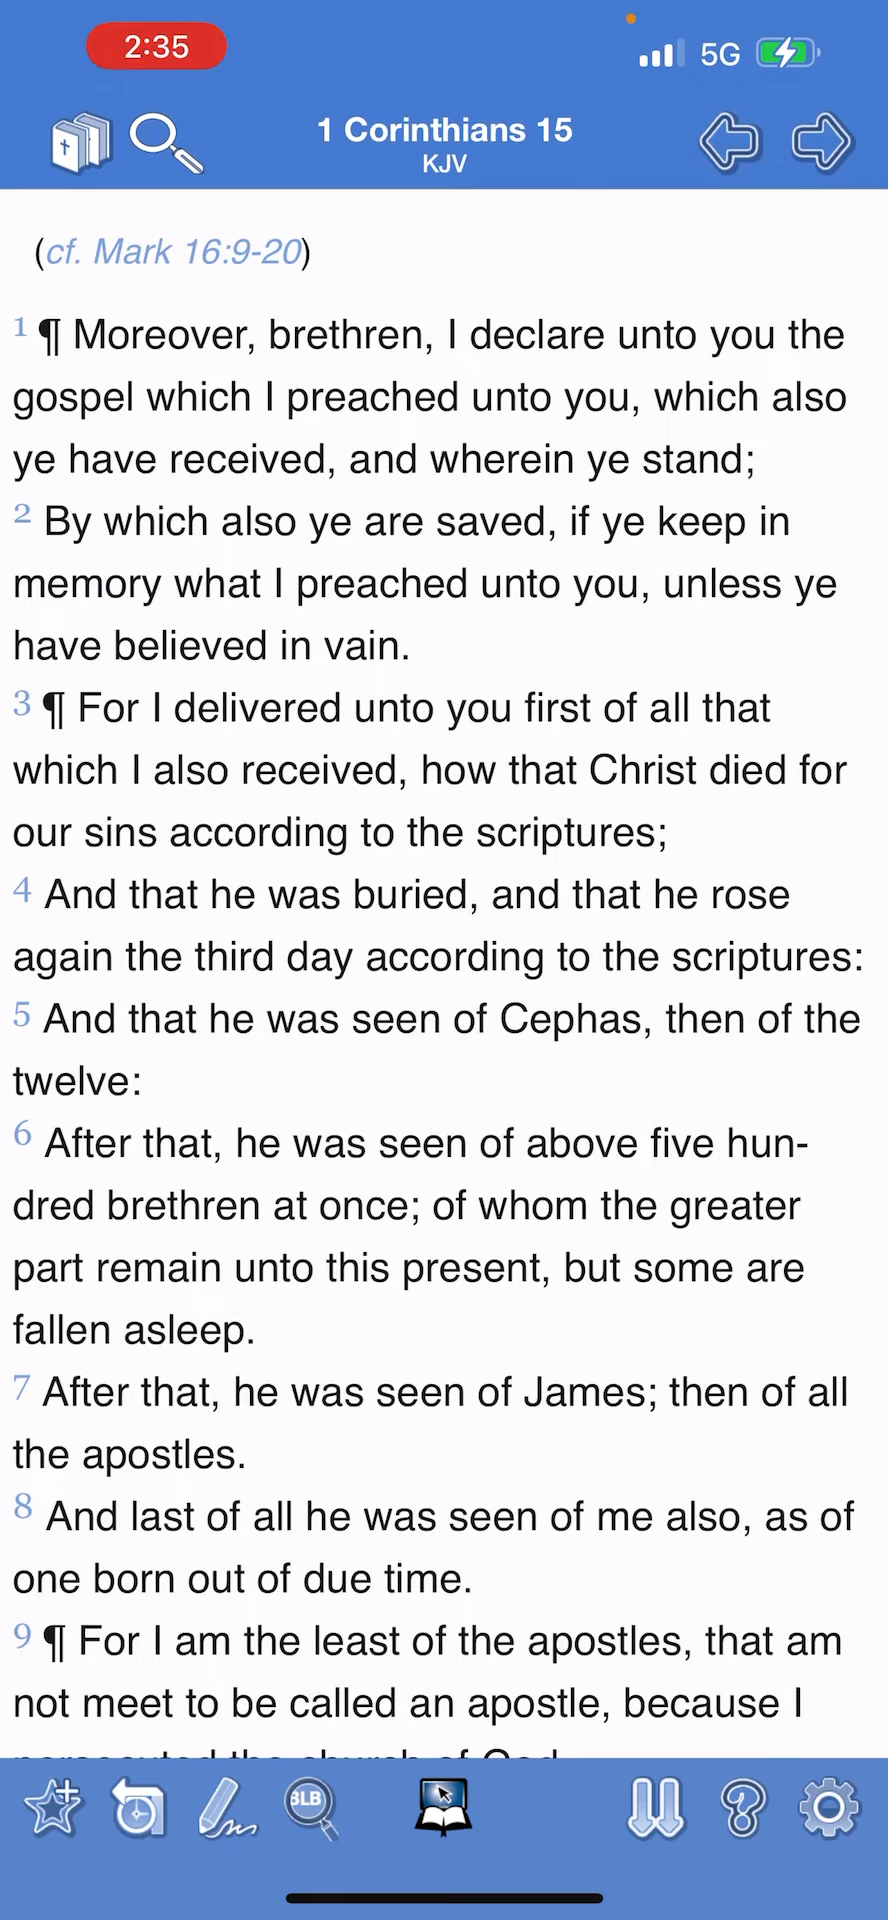 2:35
5G
1 Corinthians 15
KJV
(cf. Mark 16:9-20)
1 ¶ Moreover, brethren, I declare unto you the
gospel which I preached unto you, which also
ye have received, and wherein ye stand;
2 By which also ye are saved, if ye keep in
memory what I preached unto you, unless ye
have believed in vain.
3 ¶ For I delivered unto you first of all that
which I also received, how that Christ died for
our sins according to the scriptures;
4 And that he was buried, and that he rose
again the third day according to the scriptures:
5 And that he was seen of Cephas, then of the
twelve:
6 After that, he was seen of above five hun-
dred brethren at once; of whom the greater
part remain unto this present, but some are
fallen asleep.
7 After that, he was seen of James; then of all
the apostles.
8 And last of all he was seen of me also, as of
one born out of due time.
9 ¶ For I am the least of the apostles, that am
not meet to be called an apostle, because I
persecuted the church of God.
BLB